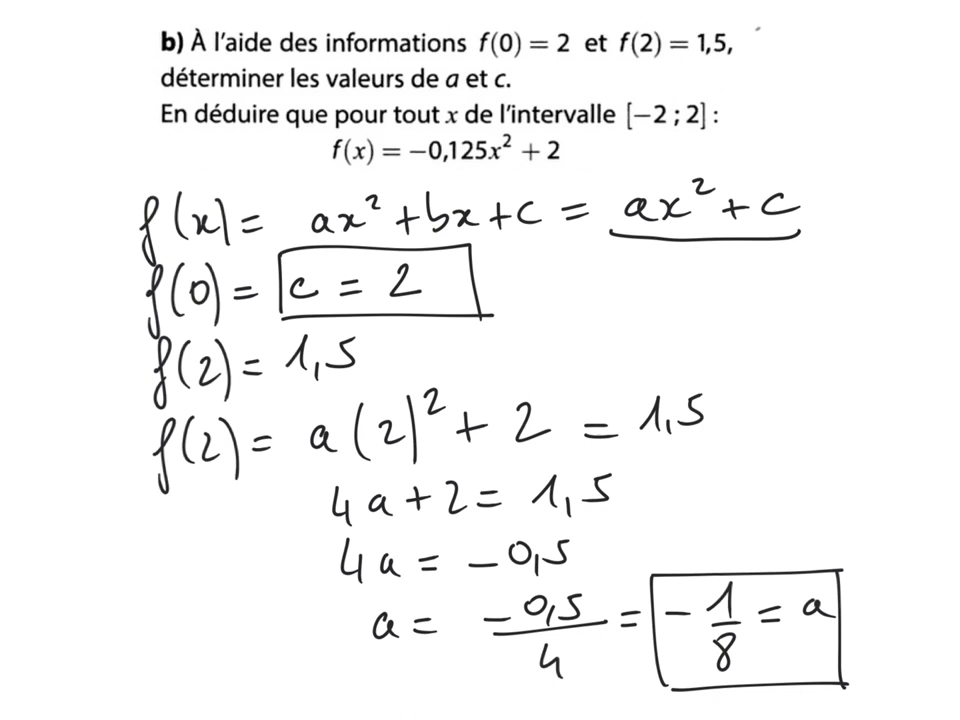 b) À l'aide des informations f(0) = 2 et f(2) = 1,5,
déterminer les valeurs de a et c.
En déduire que pour tout x de l'intervalle [−2 ; 2] :
f(x) = −0,125x² + 2
f(x) = ax² + bx + c = ax² + c
f(0) = c = 2
f(2) = 1,5
f(2) = a(2)² + 2 = 1,5
4a + 2 = 1,5
4a = −0,5
a = −0,5/4 = −1/8 = a